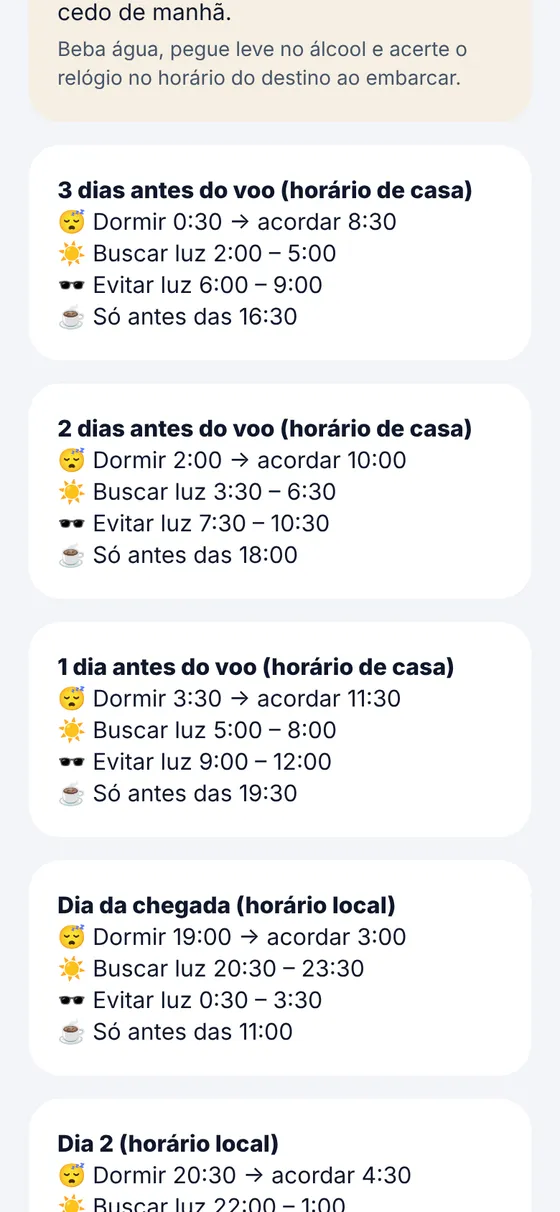 cedo de manhã.
Beba água, pegue leve no álcool e acerte o
relógio no horário do destino ao embarcar.
3 dias antes do voo (horário de casa)
😴 Dormir 0:30 → acordar 8:30
☀️ Buscar luz 2:00 – 5:00
🕶️ Evitar luz 6:00 – 9:00
☕ Só antes das 16:30
2 dias antes do voo (horário de casa)
😴 Dormir 2:00 → acordar 10:00
☀️ Buscar luz 3:30 – 6:30
🕶️ Evitar luz 7:30 – 10:30
☕ Só antes das 18:00
1 dia antes do voo (horário de casa)
😴 Dormir 3:30 → acordar 11:30
☀️ Buscar luz 5:00 – 8:00
🕶️ Evitar luz 9:00 – 12:00
☕ Só antes das 19:30
Dia da chegada (horário local)
😴 Dormir 19:00 → acordar 3:00
☀️ Buscar luz 20:30 – 23:30
🕶️ Evitar luz 0:30 – 3:30
☕ Só antes das 11:00
Dia 2 (horário local)
😴 Dormir 20:30 → acordar 4:30
☀️ Buscar luz 22:00 – 1:00